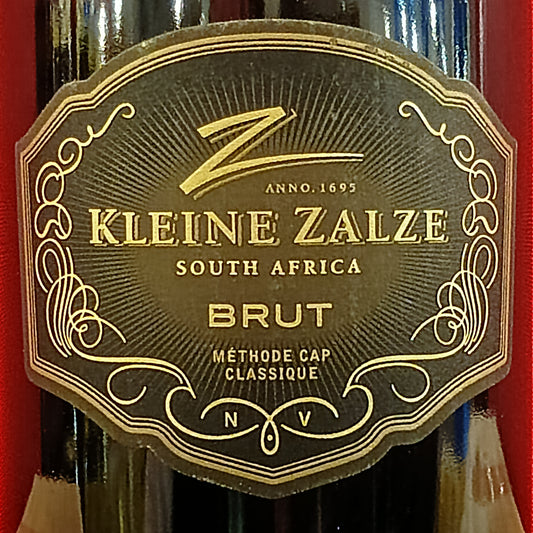 Z
ANNO. 1695
KLEINE ZALZE
SOUTH AFRICA
BRUT
MÉTHODE CAP
CLASSIQUE
N V